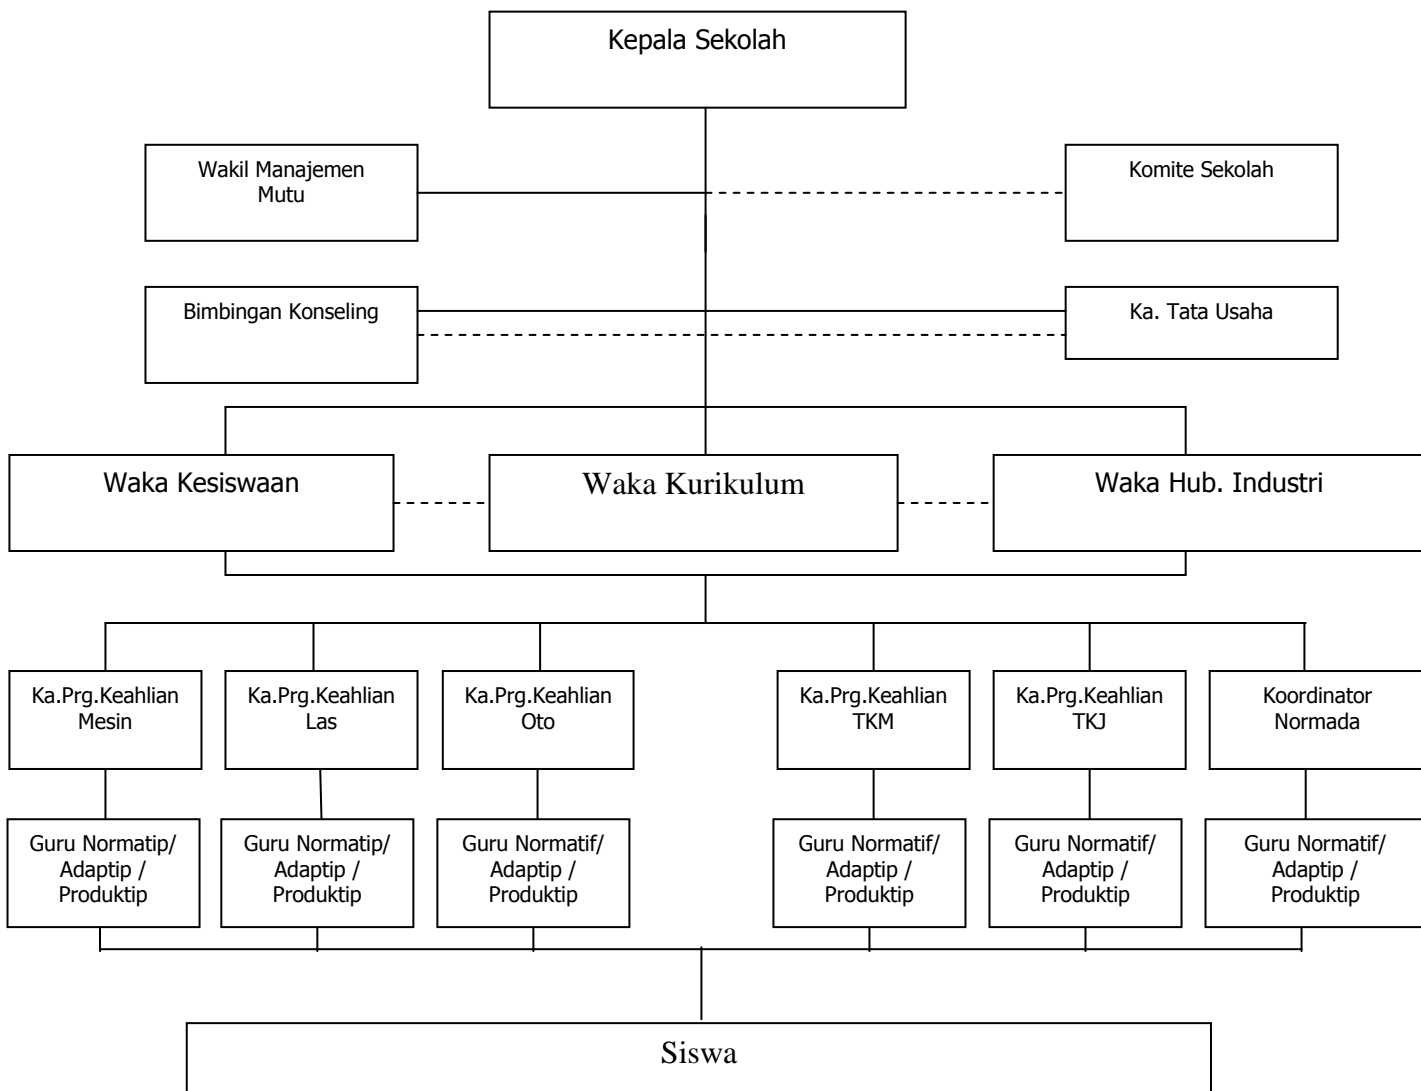 Kepala Sekolah
Wakil Manajemen
Mutu
Komite Sekolah
Bimbingan Konseling
Ka. Tata Usaha
Waka Kesiswaan
Waka Kurikulum
Waka Hub. Industri
Ka.Prg.Keahlian
Mesin
Ka.Prg.Keahlian
Las
Ka.Prg.Keahlian
Oto
Ka.Prg.Keahlian
TKM
Ka.Prg.Keahlian
TKJ
Koordinator
Normada
Guru Normatip/
Adaptip /
Produktip
Guru Normatip/
Adaptip /
Produktip
Guru Normatif/
Adaptip /
Produktip
Guru Normatif/
Adaptip /
Produktip
Guru Normatif/
Adaptip /
Produktip
Guru Normatif/
Adaptip /
Produktip
Siswa